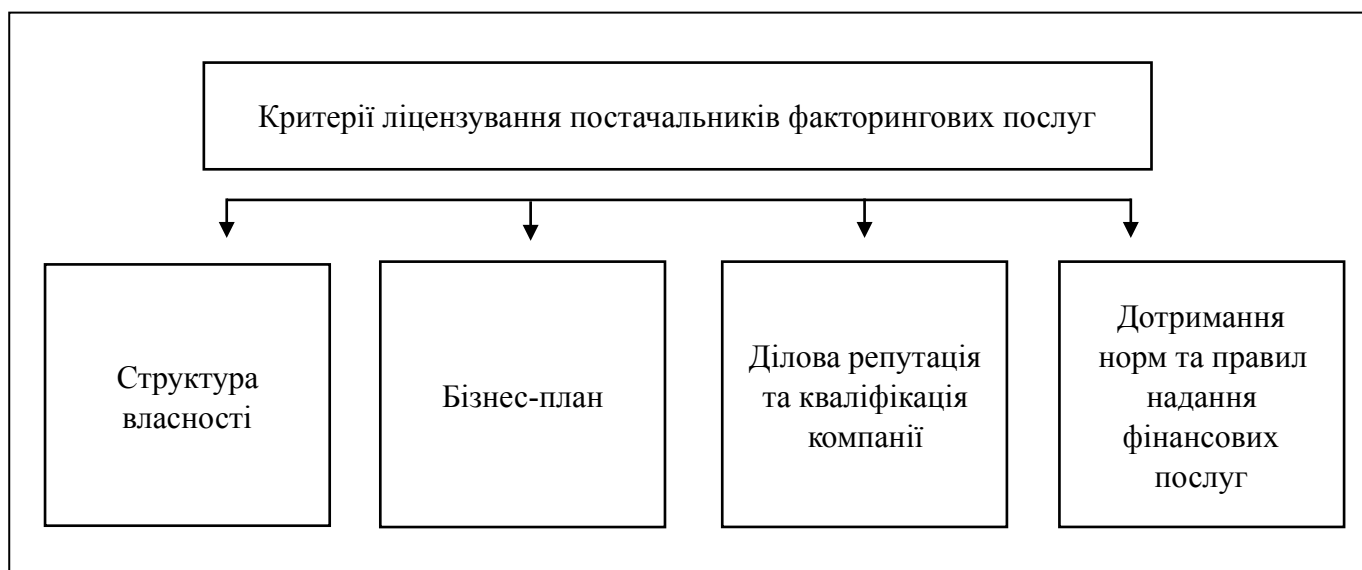 Критерії ліцензування постачальників факторингових послуг
Структура
власності
Бізнес-план
Ділова репутація
та кваліфікація
компанії
Дотримання
норм та правил
надання
фінансових
послуг